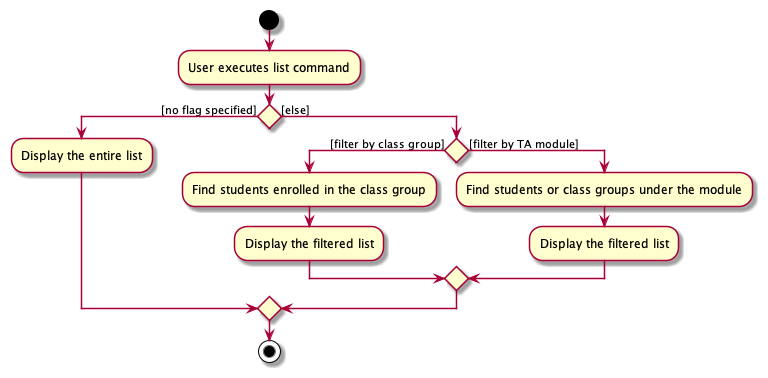 User executes list command
[no flag specified]
[else]
Display the entire list
[filter by class group]
[filter by TA module]
Find students enrolled in the class group
Find students or class groups under the module
Display the filtered list
Display the filtered list